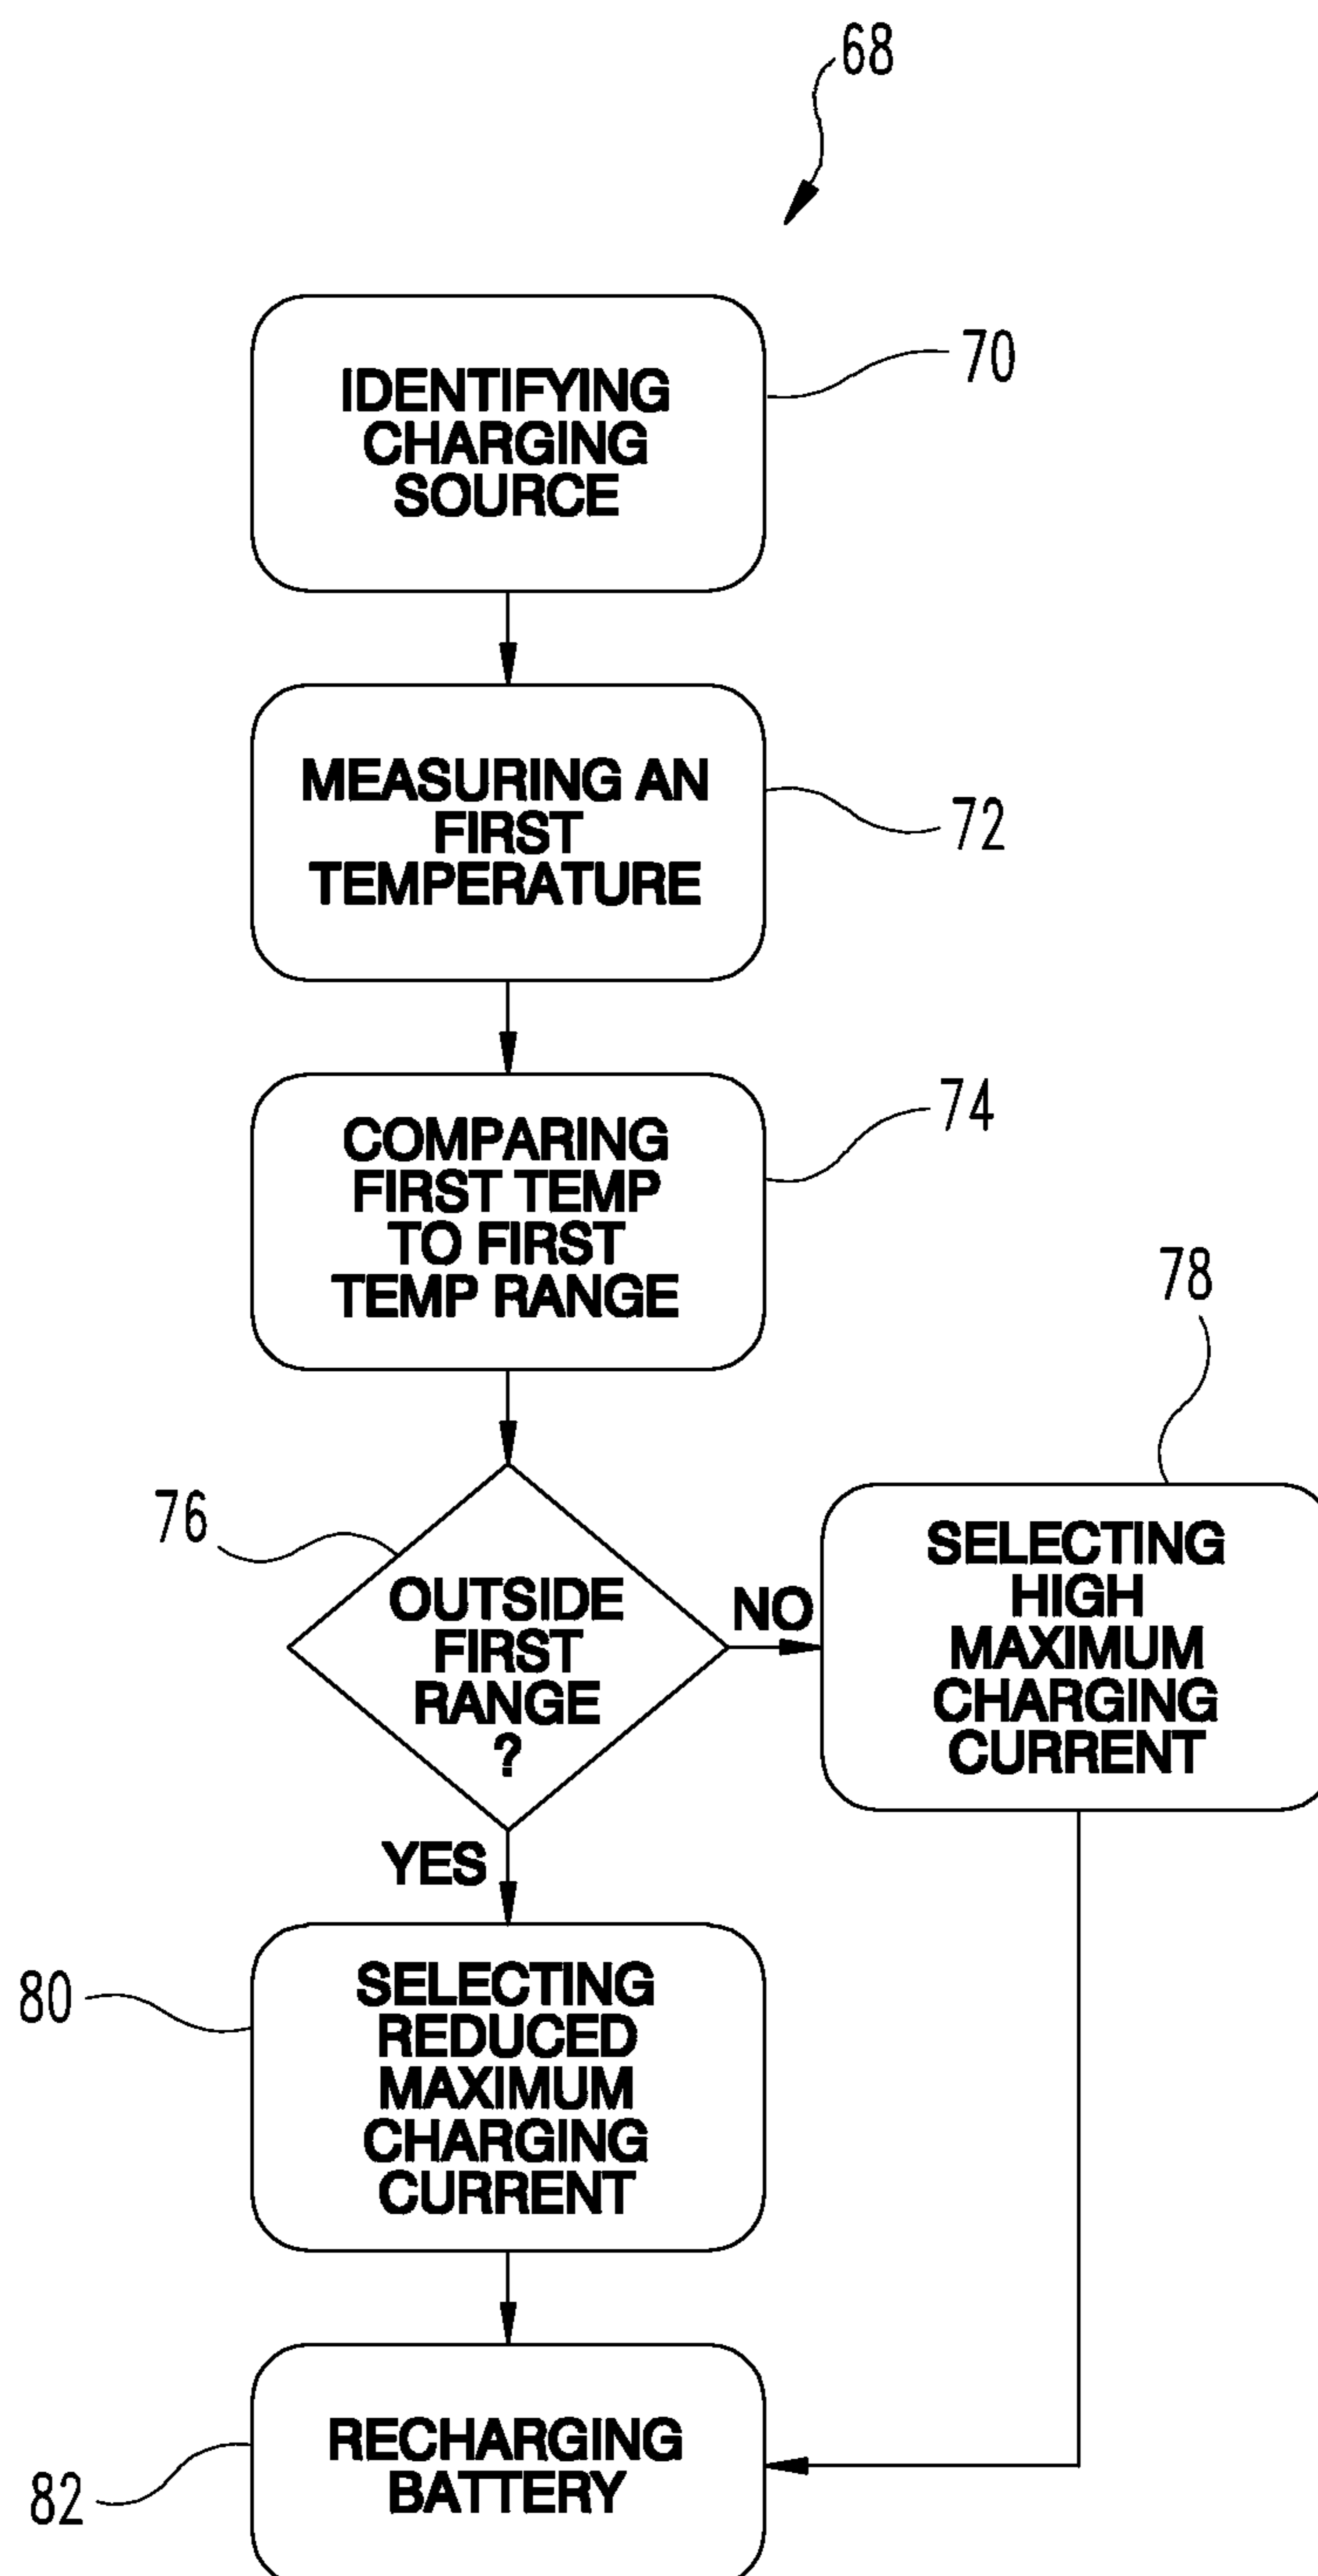 68
IDENTIFYING
CHARGING
SOURCE
70
MEASURING AN
FIRST
TEMPERATURE
72
COMPARING
FIRST TEMP
TO FIRST
TEMP RANGE
74
76
OUTSIDE
FIRST
RANGE
?
NO
78
SELECTING
HIGH
MAXIMUM
CHARGING
CURRENT
YES
80
SELECTING
REDUCED
MAXIMUM
CHARGING
CURRENT
82
RECHARGING
BATTERY